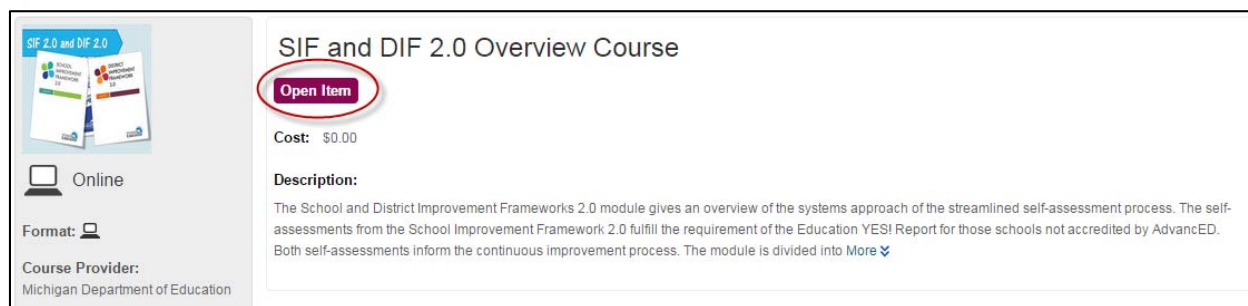 SIF 2.0 and DIF 2.0
SCHOOL
IMPROVEMENT
FRAMEWORK
2.0
DISTRICT
IMPROVEMENT
FRAMEWORK
2.0
Online
Format:
Course Provider:
Michigan Department of Education
SIF and DIF 2.0 Overview Course
Open Item
Cost: $0.00
Description:
The School and District Improvement Frameworks 2.0 module gives an overview of the systems approach of the streamlined self-assessment process. The self-
assessments from the School Improvement Framework 2.0 fulfill the requirement of the Education YES! Report for those schools not accredited by AdvancED.
Both self-assessments inform the continuous improvement process. The module is divided into More